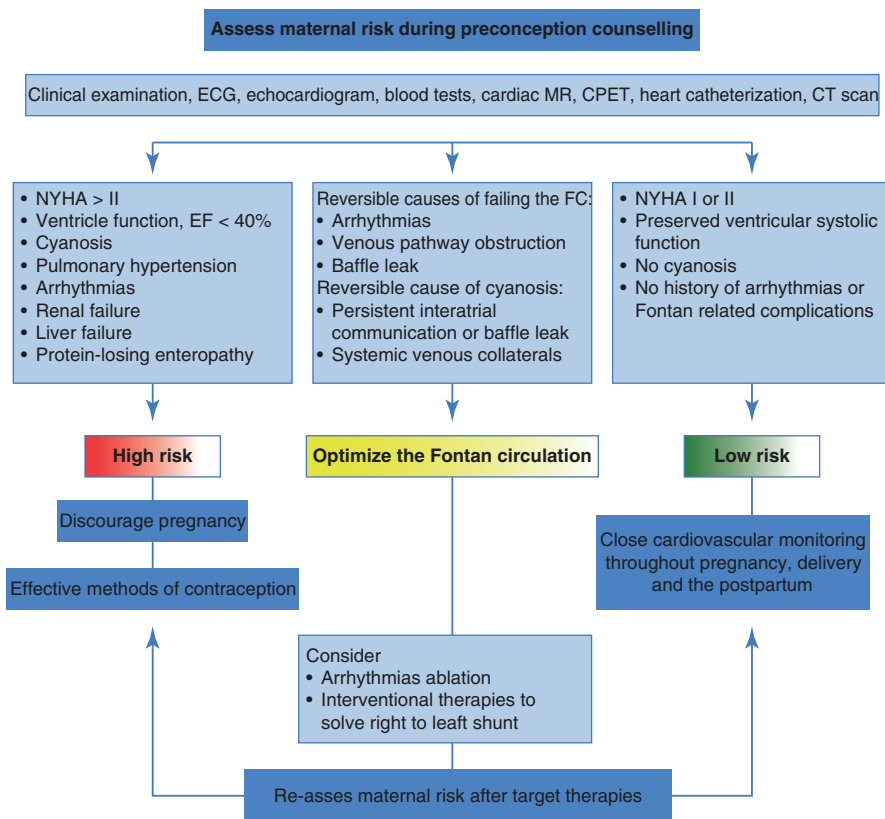 Assess maternal risk during preconception counselling
Clinical examination, ECG, echocardiogram, blood tests, cardiac MR, CPET, heart catheterization, CT scan
• NYHA > II
• Ventricle function, EF < 40%
• Cyanosis
• Pulmonary hypertension
• Arrhythmias
• Renal failure
• Liver failure
• Protein-losing enteropathy
Reversible causes of failing the FC:
• Arrhythmias
• Venous pathway obstruction
• Baffle leak
Reversible cause of cyanosis:
• Persistent interatrial
communication or baffle leak
• Systemic venous collaterals
• NYHA I or II
• Preserved ventricular systolic
function
• No cyanosis
• No history of arrhythmias or
Fontan related complications
High risk
Optimize the Fontan circulation
Low risk
Discourage pregnancy
Effective methods of contraception
Close cardiovascular monitoring
throughout pregnancy, delivery
and the postpartum
Consider
• Arrhythmias ablation
• Interventional therapies to
solve right to leaft shunt
Re-asses maternal risk after target therapies